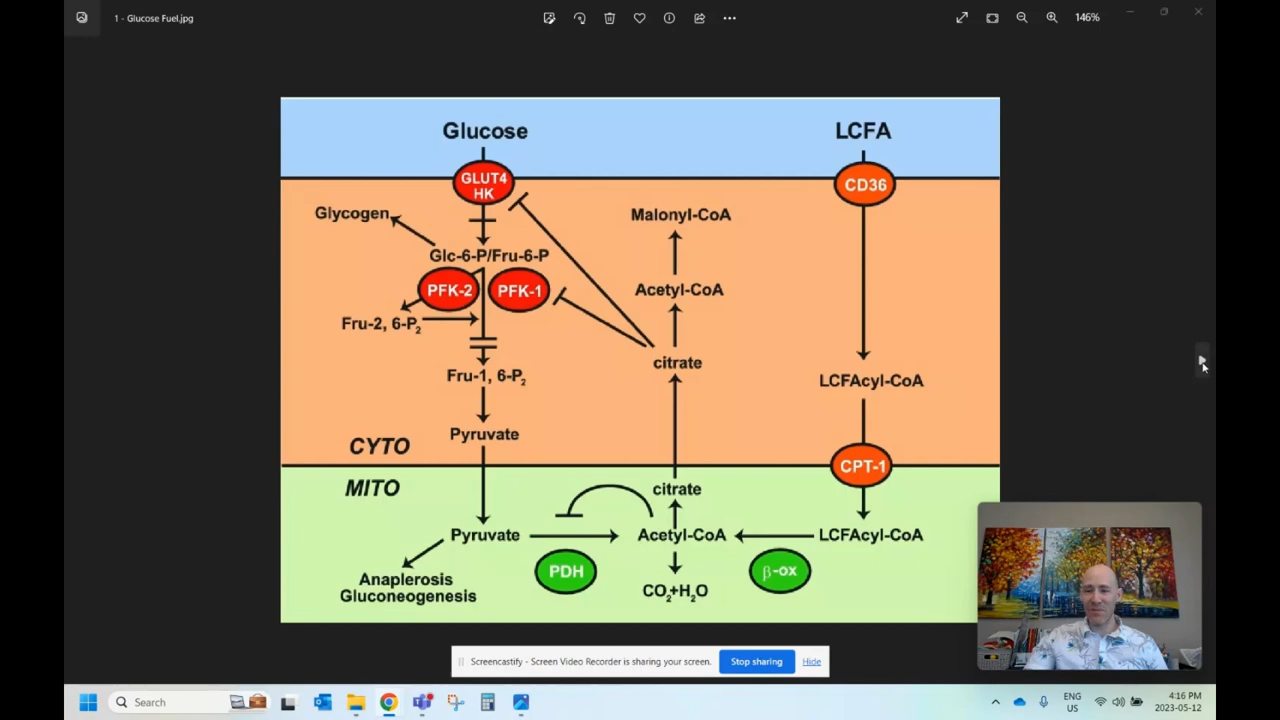 1 - Glucose Fuel.jpg
146%
Glucose
LCFA
GLUT4
HK
CD36
Glycogen
Malonyl-CoA
Glc-6-P/Fru-6-P
PFK-2
PFK-1
Acetyl-CoA
Fru-2, 6-P₂
citrate
Fru-1, 6-P₂
LCFAcyl-CoA
Pyruvate
CYTO
CPT-1
MITO
citrate
Pyruvate
Acetyl-CoA
LCFAcyl-CoA
PDH
β-ox
Anaplerosis
Gluconeogenesis
CO₂+H₂O
Screencastify - Screen Video Recorder is sharing your screen.
Stop sharing
Hide
Search
ENG
US
4:16 PM
2023-05-12